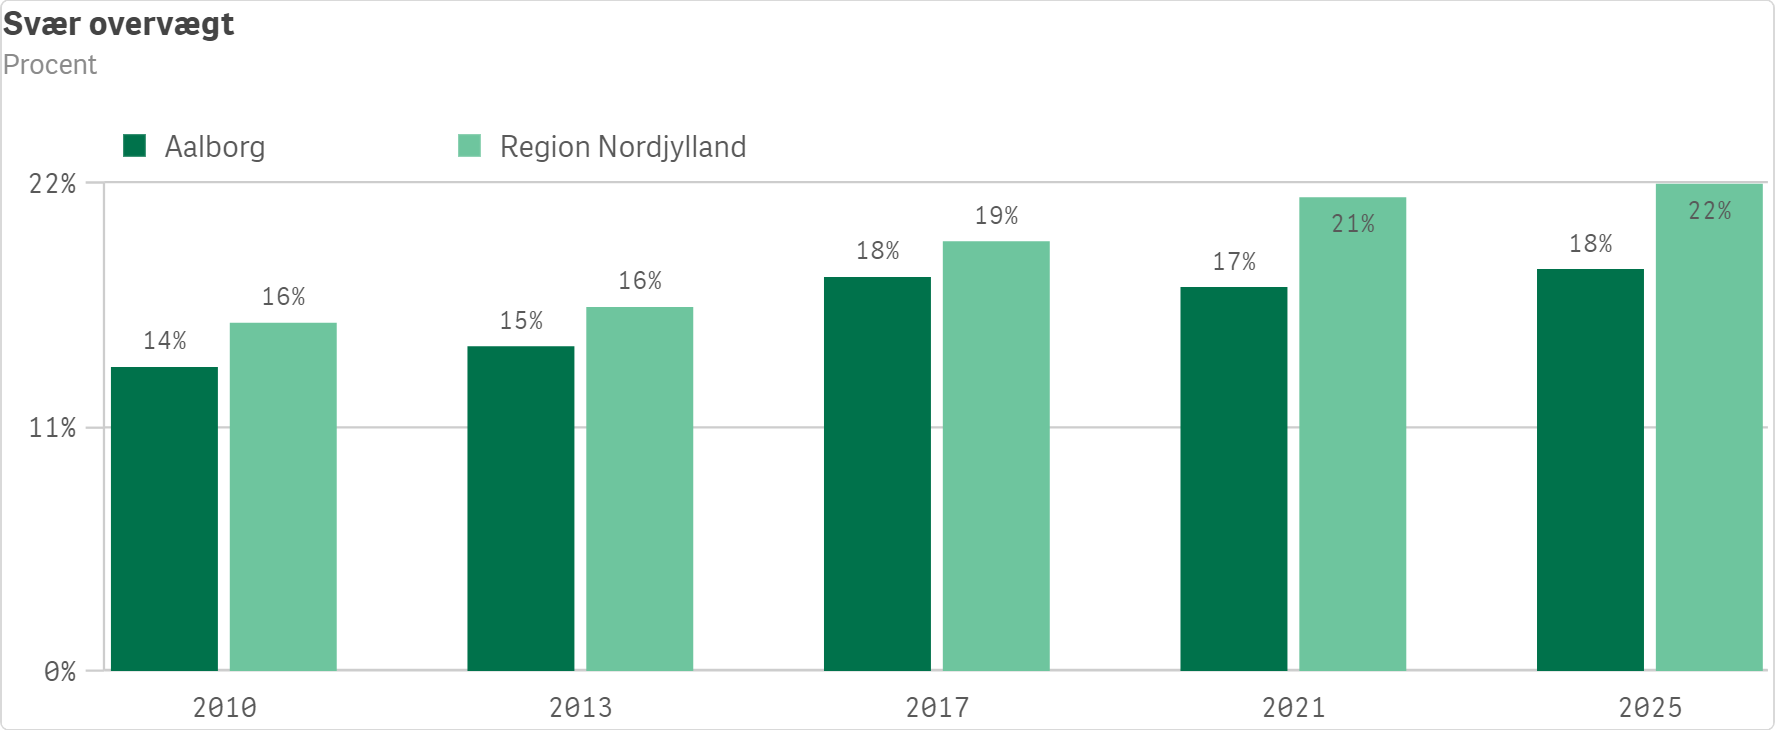 Svær overvægt
Procent
Aalborg Region Nordjylland
22%
11%
0%
14% 16% 15% 16% 18% 19% 17% 21% 18% 22%
2010 2013 2017 2021 2025